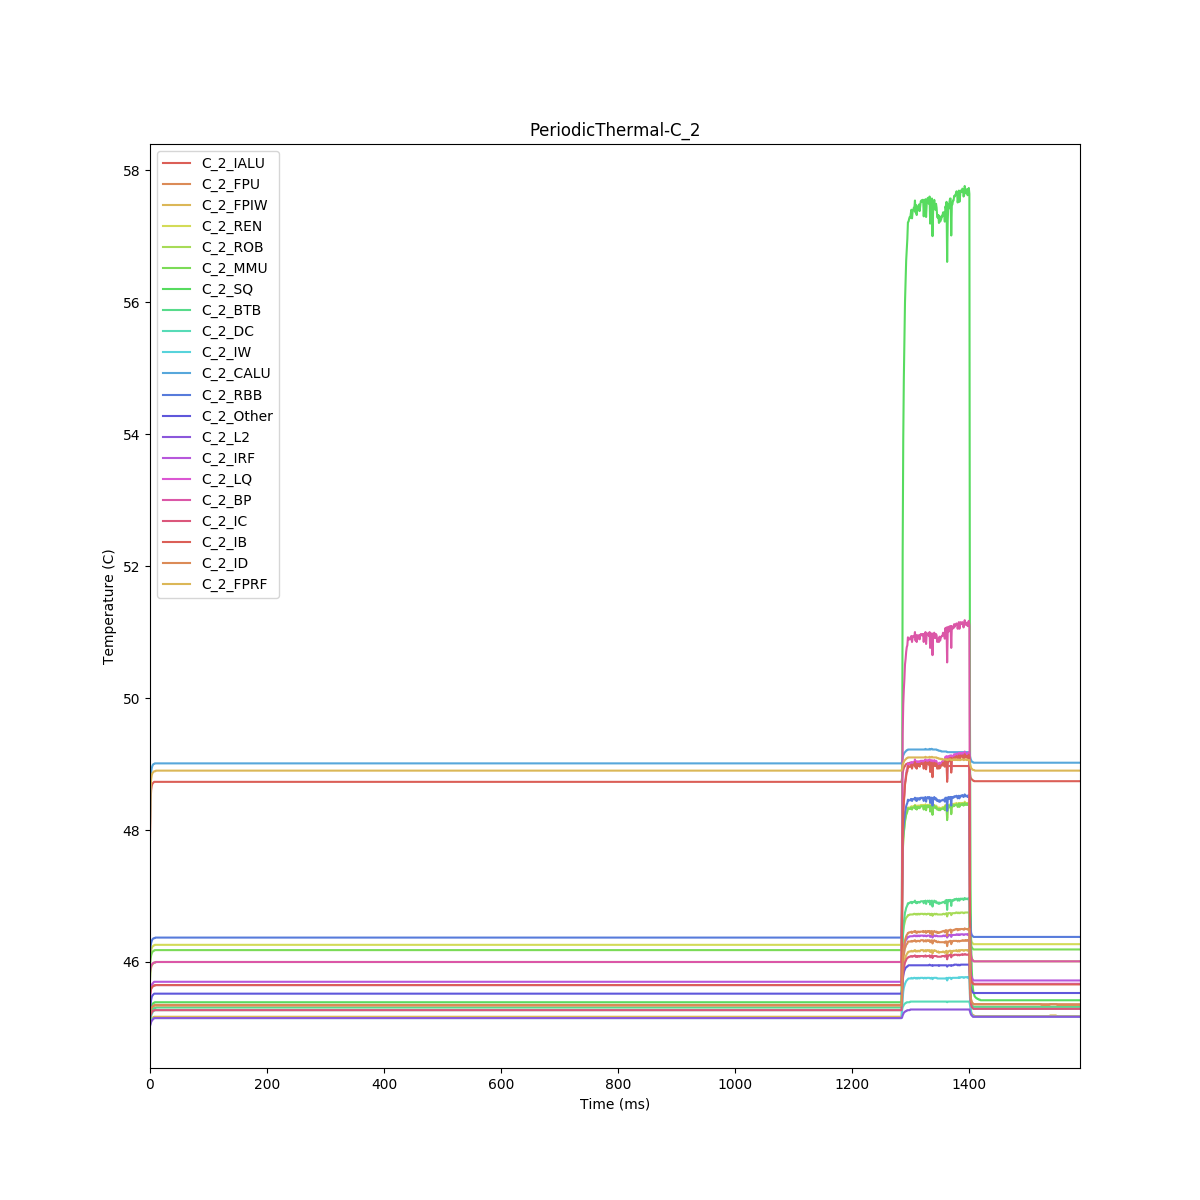 PeriodicThermal-C_2
C_2_IALU
C_2_FPU
C_2_FPIW
C_2_REN
C_2_ROB
C_2_MMU
C_2_SQ
C_2_BTB
C_2_DC
C_2_IW
C_2_CALU
C_2_RBB
C_2_Other
C_2_L2
C_2_IRF
C_2_LQ
C_2_BP
C_2_IC
C_2_IB
C_2_ID
C_2_FPRF
58
56
54
52
50
48
46
Temperature (C)
0 200 400 600 800 1000 1200 1400
Time (ms)